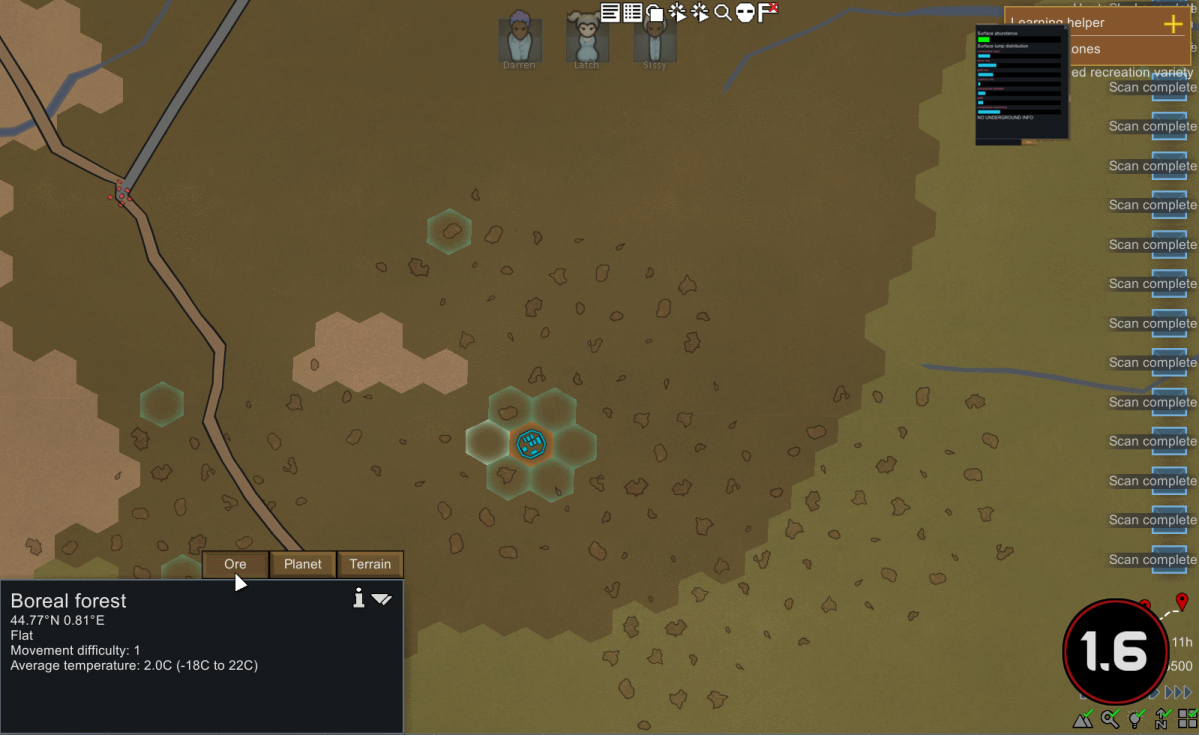 Darren
Latch
Sissy
Learning helper
ones
ed recreation variety
Surface abundance
Surface lump distribution
NO UNDERGROUND INFO
Scan complete
Scan complete
Scan complete
Scan complete
Scan complete
Scan complete
Scan complete
Scan complete
Scan complete
Scan complete
Scan complete
Scan complete
Scan complete
Ore
Planet
Terrain
Boreal forest
44.77°N 0.81°E
Flat
Movement difficulty: 1
Average temperature: 2.0C (-18C to 22C)
1.6
11h
500